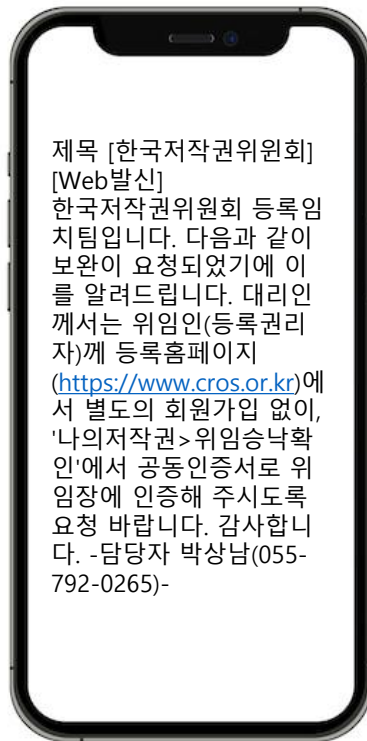 제목 [한국저작권위윈회]
[Web발신]
한국저작권위원회 등록임
치팀입니다. 다음과 같이
보완이 요청되었기에 이
를 알려드립니다. 대리인
께서는 위임인(등록권리
자)께 등록홈페이지
(https://www.cros.or.kr)에
서 별도의 회원가입 없이,
'나의저작권>위임승낙확
인'에서 공동인증서로 위
임장에 인증해 주시도록
요청 바랍니다. 감사합니
다. -담당자 박상남(055-
792-0265)-